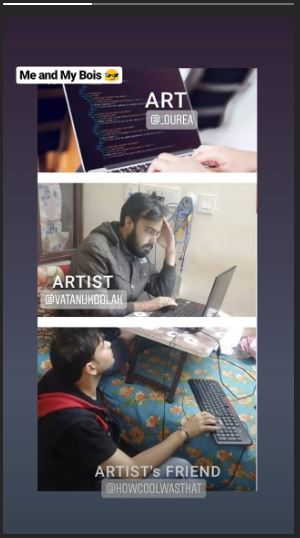 Me and My Bois 😎
ART
@_DUREA
ARTIST
@VATANUKOOLAK
ARTIST's FRIEND
@HOWCOOLWASTHAT